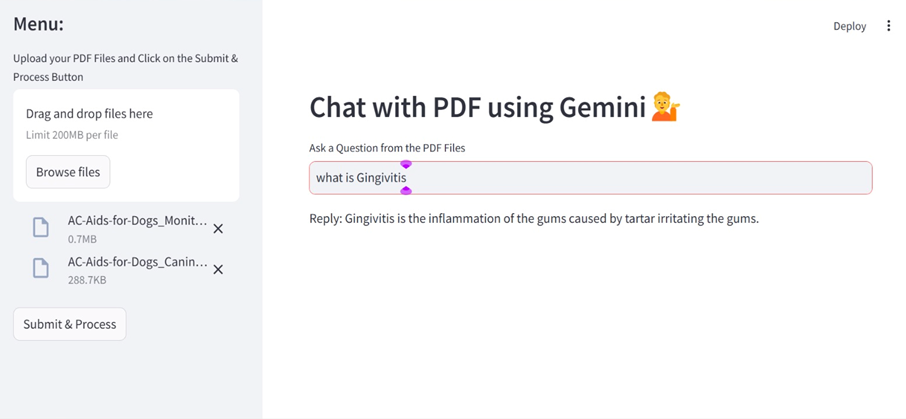 Menu:
Upload your PDF Files and Click on the Submit &
Process Button
Drag and drop files here
Limit 200MB per file
Browse files
AC-Aids-for-Dogs_Monit...
0.7MB
AC-Aids-for-Dogs_Canin...
288.7KB
Submit & Process
Deploy
Chat with PDF using Gemini💁
Ask a Question from the PDF Files
what is Gingivitis
Reply: Gingivitis is the inflammation of the gums caused by tartar irritating the gums.